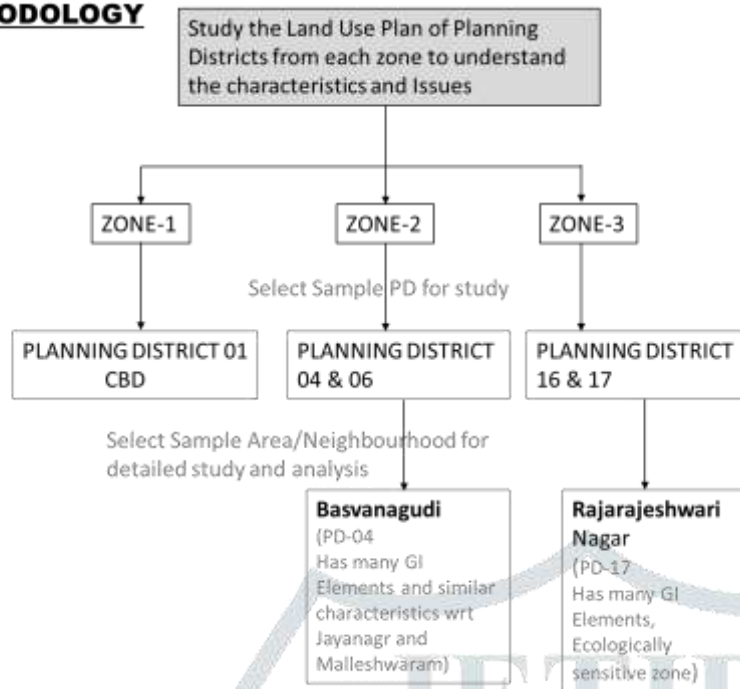 ODOLOGY
Study the Land Use Plan of Planning
Districts from each zone to understand
the characteristics and Issues
ZONE-1
ZONE-2
ZONE-3
Select Sample PD for study
PLANNING DISTRICT 01
CBD
PLANNING DISTRICT
04 & 06
PLANNING DISTRICT
16 & 17
Select Sample Area/Neighbourhood for
detailed study and analysis
Basvanagudi
(PD-04
Has many GI
Elements and similar
characteristics wrt
Jayanagr and
Malleshwaram)
Rajarajeshwari
Nagar
(PD-17
Has many GI
Elements,
Ecologically
sensitive zone)